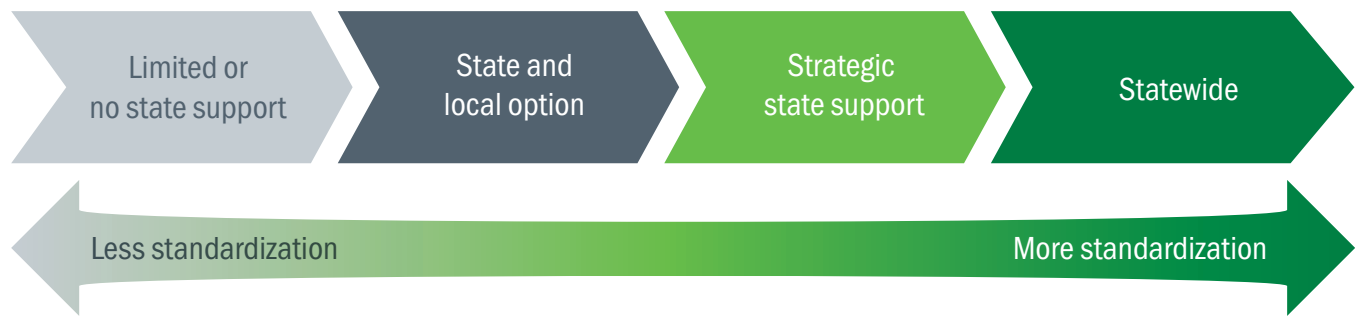 Limited or
no state support
State and
local option
Strategic
state support
Statewide
Less standardization
More standardization